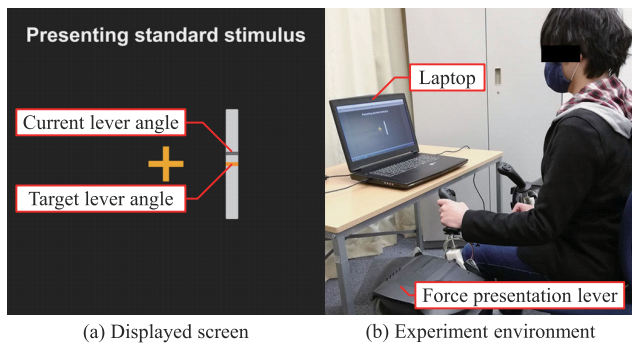 Presenting standard stimulus
Current lever angle
Target lever angle
Laptop
Force presentation lever
(a) Displayed screen
(b) Experiment environment